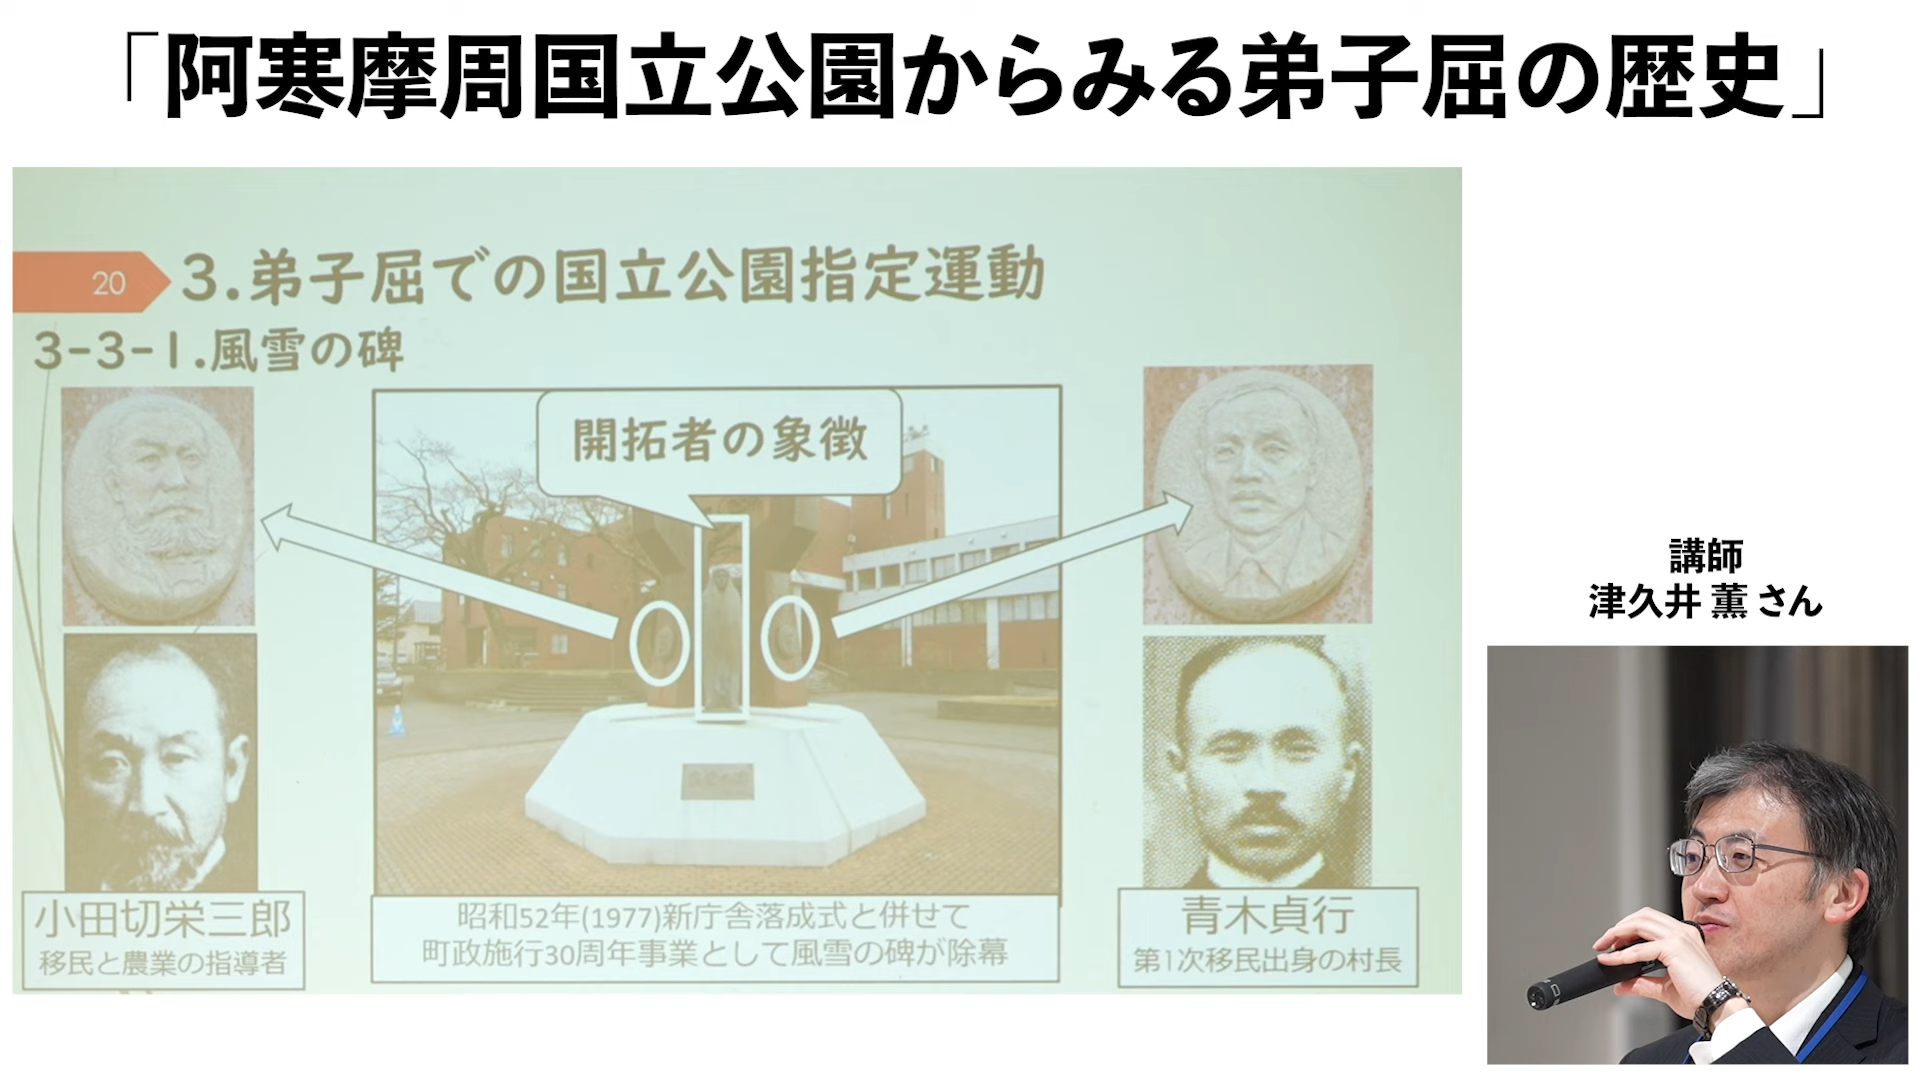 「阿寒摩周国立公園からみる弟子屈の歴史」
20
3.弟子屈での国立公園指定運動
3-3-1.風雪の碑
開拓者の象徴
小田切栄三郎
移民と農業の指導者
昭和52年(1977)新庁舎落成式と併せて
町政施行30周年事業として風雪の碑が除幕
青木貞行
第1次移民出身の村長
講師
津久井 薫 さん